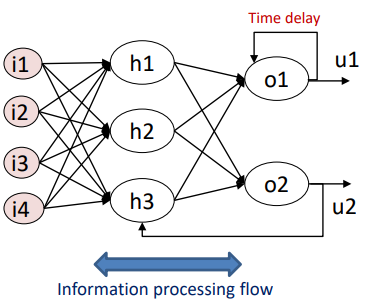 Time delay
i1
h1
o1
u1
i2
h2
i3
o2
i4
h3
u2
Information processing flow